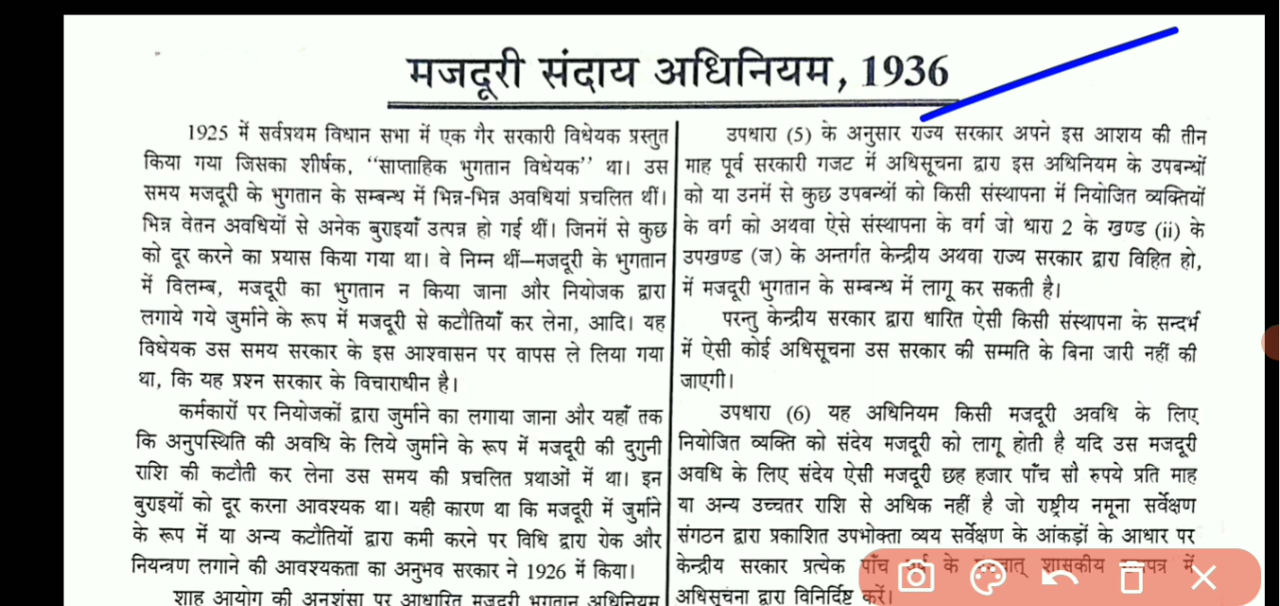 मजदूरी संदाय अधिनियम, 1936
1925 में सर्वप्रथम विधान सभा में एक गैर सरकारी विधेयक प्रस्तुत
किया गया जिसका शीर्षक, “साप्ताहिक भुगतान विधेयक” था। उस
समय मजदूरी के भुगतान के सम्बन्ध में भिन्न-भिन्न अवधियां प्रचलित थीं।
भिन्न वेतन अवधियों से अनेक बुराइयाँ उत्पन्न हो गई थीं। जिनमें से कुछ
को दूर करने का प्रयास किया गया था। वे निम्न थीं—मजदूरी के भुगतान
में विलम्ब, मजदूरी का भुगतान न किया जाना और नियोजक द्वारा
लगाये गये जुर्माने के रूप में मजदूरी से कटौतियाँ कर लेना, आदि। यह
विधेयक उस समय सरकार के इस आश्वासन पर वापस ले लिया गया
था, कि यह प्रश्न सरकार के विचाराधीन है।
कर्मकारों पर नियोजकों द्वारा जुर्माने का लगाया जाना और यहाँ तक
कि अनुपस्थिति की अवधि के लिये जुर्माने के रूप में मजदूरी की दुगुनी
राशि की कटौती कर लेना उस समय की प्रचलित प्रथाओं में था। इन
बुराइयों को दूर करना आवश्यक था। यही कारण था कि मजदूरी में जुर्माने
के रूप में या अन्य कटौतियों द्वारा कमी करने पर विधि द्वारा रोक और
नियन्त्रण लगाने की आवश्यकता का अनुभव सरकार ने 1926 में किया।
शाह आयोग की अनुशंसा पर आधारित मजदूरी भुगतान अधिनियम
उपधारा (5) के अनुसार राज्य सरकार अपने इस आशय की तीन
माह पूर्व सरकारी गजट में अधिसूचना द्वारा इस अधिनियम के उपबन्धों
को या उनमें से कुछ उपबन्धों को किसी संस्थापना में नियोजित व्यक्तियों
के वर्ग को अथवा ऐसे संस्थापना के वर्ग जो धारा 2 के खण्ड (ii) के
उपखण्ड (ज) के अन्तर्गत केन्द्रीय अथवा राज्य सरकार द्वारा विहित हो,
में मजदूरी भुगतान के सम्बन्ध में लागू कर सकती है।
परन्तु केन्द्रीय सरकार द्वारा धारित ऐसी किसी संस्थापना के सन्दर्भ
में ऐसी कोई अधिसूचना उस सरकार की सम्मति के बिना जारी नहीं की
जाएगी।
उपधारा (6) यह अधिनियम किसी मजदूरी अवधि के लिए
नियोजित व्यक्ति को संदेय मजदूरी को लागू होती है यदि उस मजदूरी
अवधि के लिए संदेय ऐसी मजदूरी छह हजार पाँच सौ रुपये प्रति माह
या अन्य उच्चतर राशि से अधिक नहीं है जो राष्ट्रीय नमूना सर्वेक्षण
संगठन द्वारा प्रकाशित उपभोक्ता व्यय सर्वेक्षण के आंकड़ों के आधार पर
केन्द्रीय सरकार प्रत्येक पाँच के शासकीय में
अधिसूचना द्वारा विनिर्दिष्ट करें।